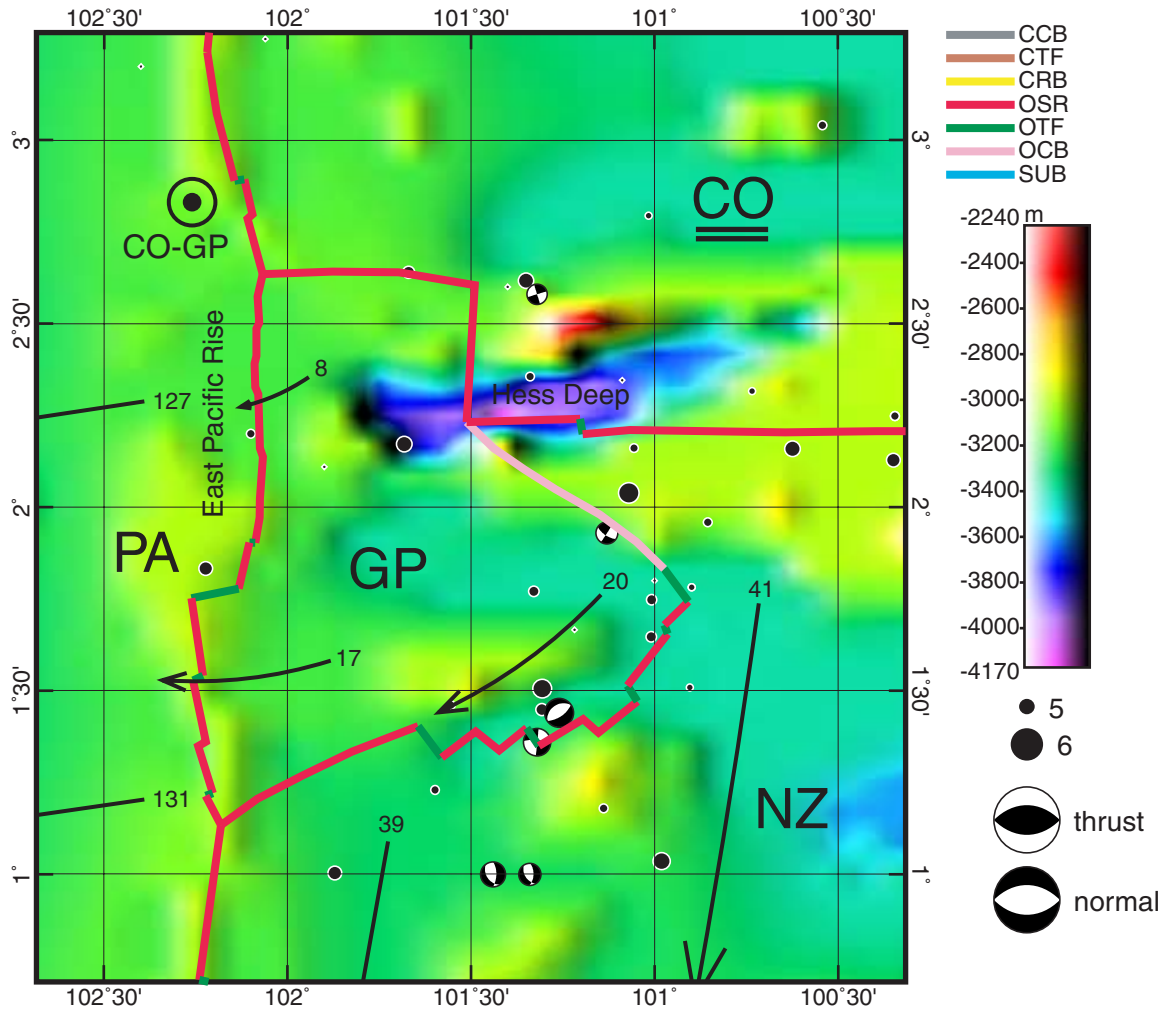 102˚30'
102˚
101˚30'
101˚
100˚30'
CCB
CTF
CRB
OSR
OTF
OCB
SUB
3˚
3˚
CO
CO-GP
-2240 m
-2400
-2600
-2800
-3000
-3200
-3400
-3600
-3800
-4000
-4170
2˚30'
2˚30'
East Pacific Rise
8
127
Hess Deep
2˚
2˚
PA
GP
20
41
17
1˚30'
1˚30'
5
6
131
39
NZ
thrust
1˚
1˚
normal
102˚30'
102˚
101˚30'
101˚
100˚30'